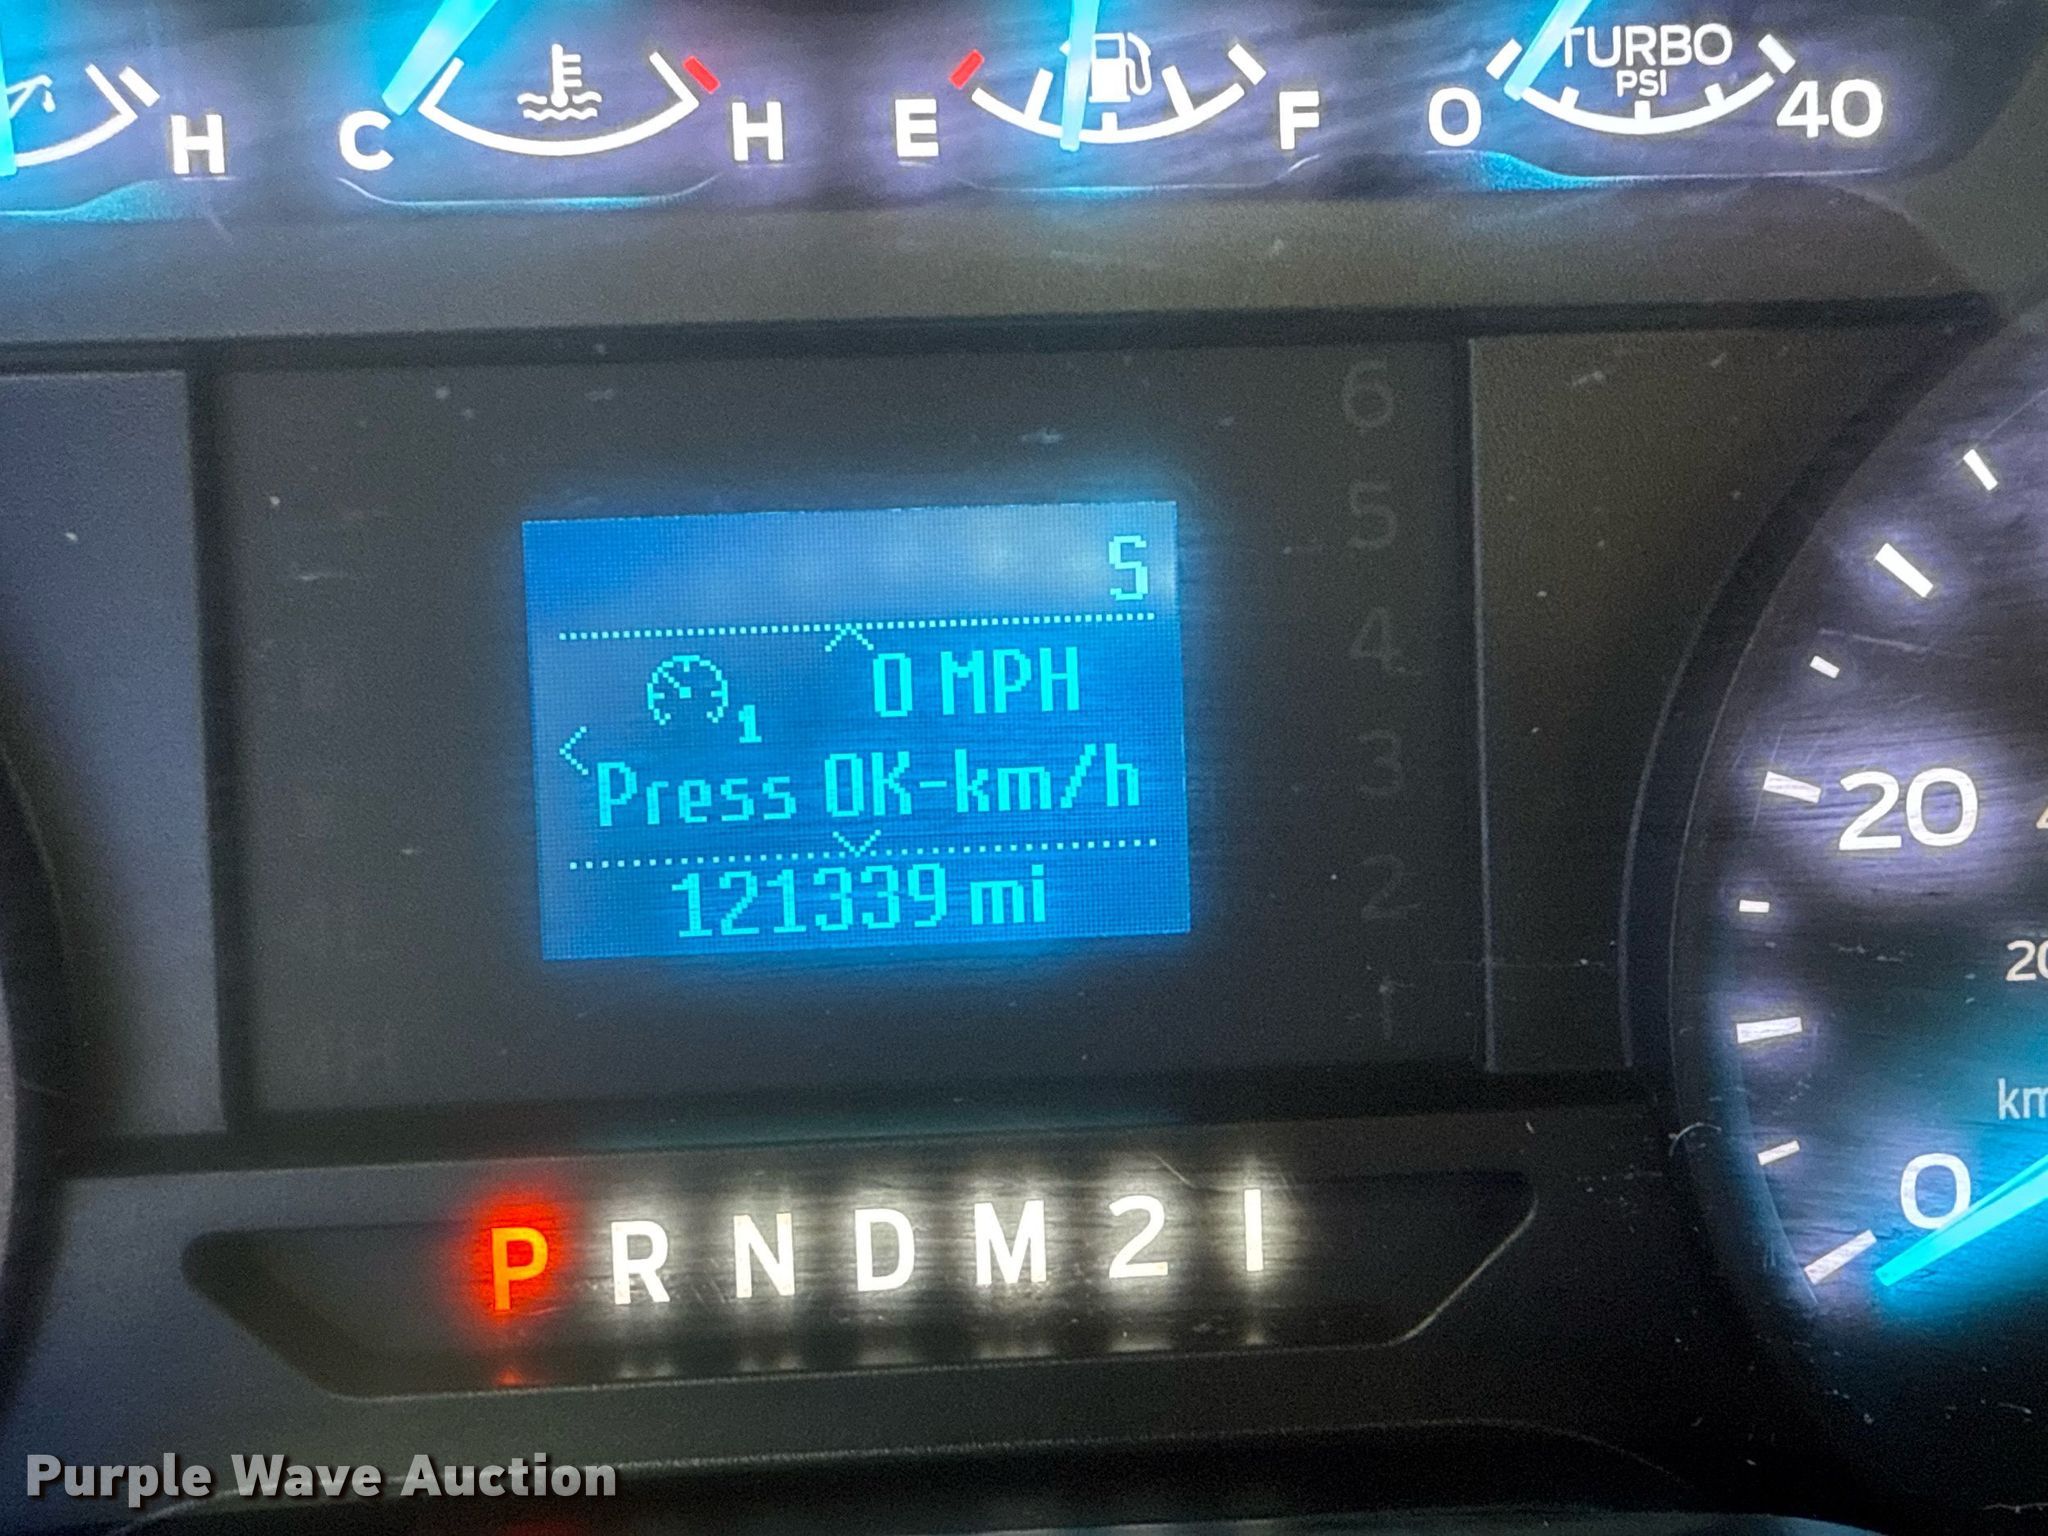 H C H E F 0 TURBO PSI 40
S
0 MPH
1
Press OK-km/h
121339 mi
6
5
4
3
2
1
20
0
P R N D M 2 1
Purple Wave Auction